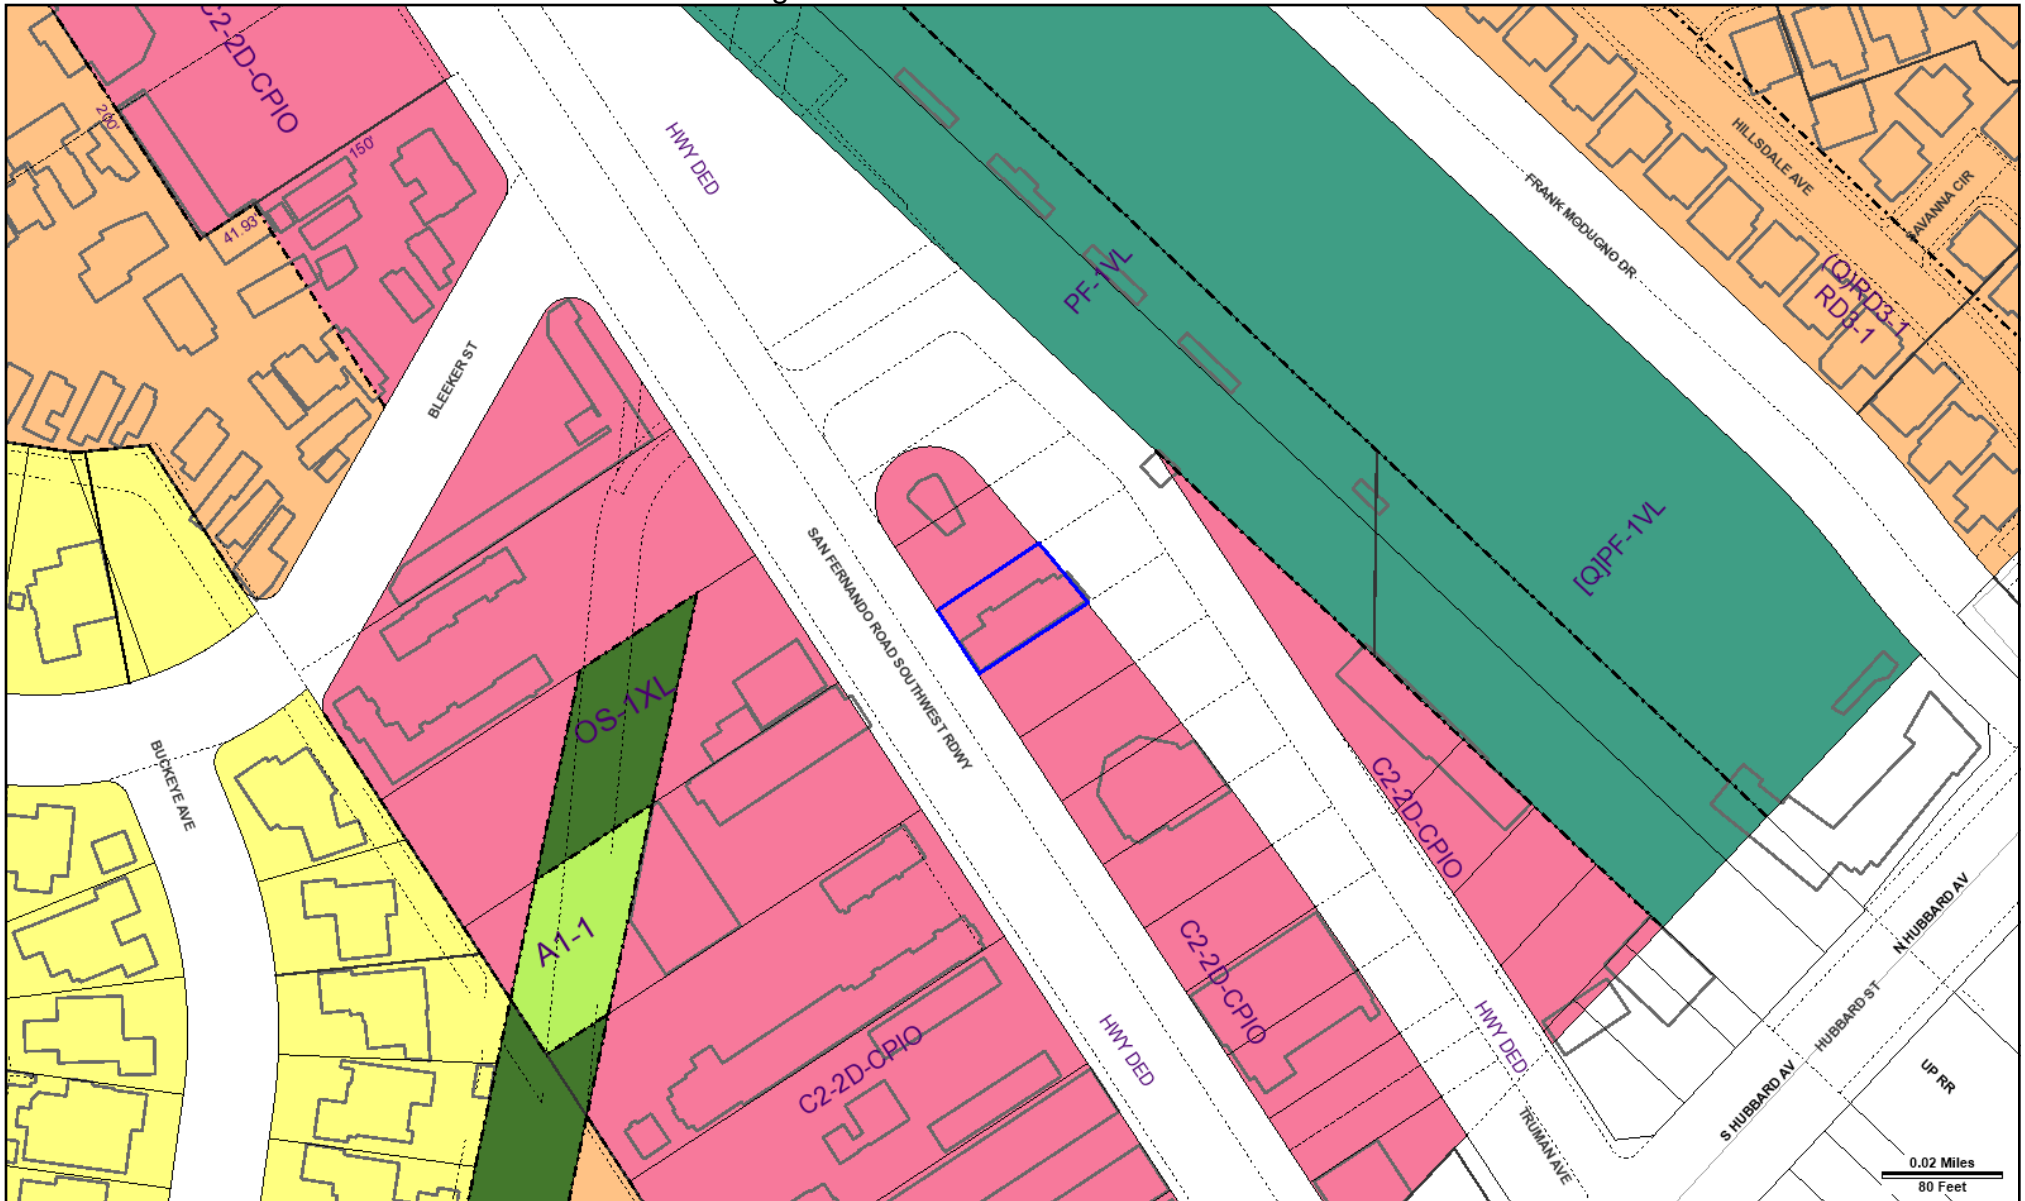 C2-2D-CPIO
200'
150'
41.93
HWY DED
BLEEKER ST
PF-1VL
FRANK MODUGNO DR
HILLSDALE AVE
SAVANNA CIR
(Q)RD3-1
RD3-1
[Q]PF-1VL
SAN FERNANDO ROAD SOUTHWEST RDWY
OS-1XL
BUCKEYE AVE
A1-1
C2-2D-CPIO
C2-2D-CPIO
C2-2D-CPIO
HWY DED
HWY DED
TRUMAN AVE
N HUBBARD AV
HUBBARD ST
S HUBBARD AV
UP RR
0.02 Miles
80 Feet